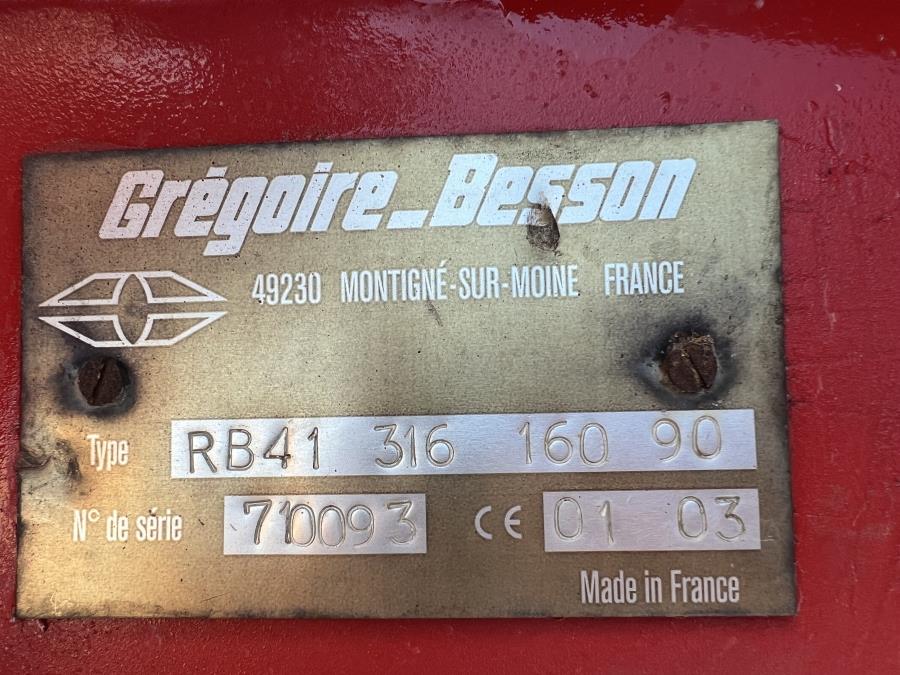 Grégoire_Besson
49230 MONTIGNÉ-SUR-MOINE FRANCE
Type RB41 316 160 90
N° de série 710093 CE 01 03
Made in France